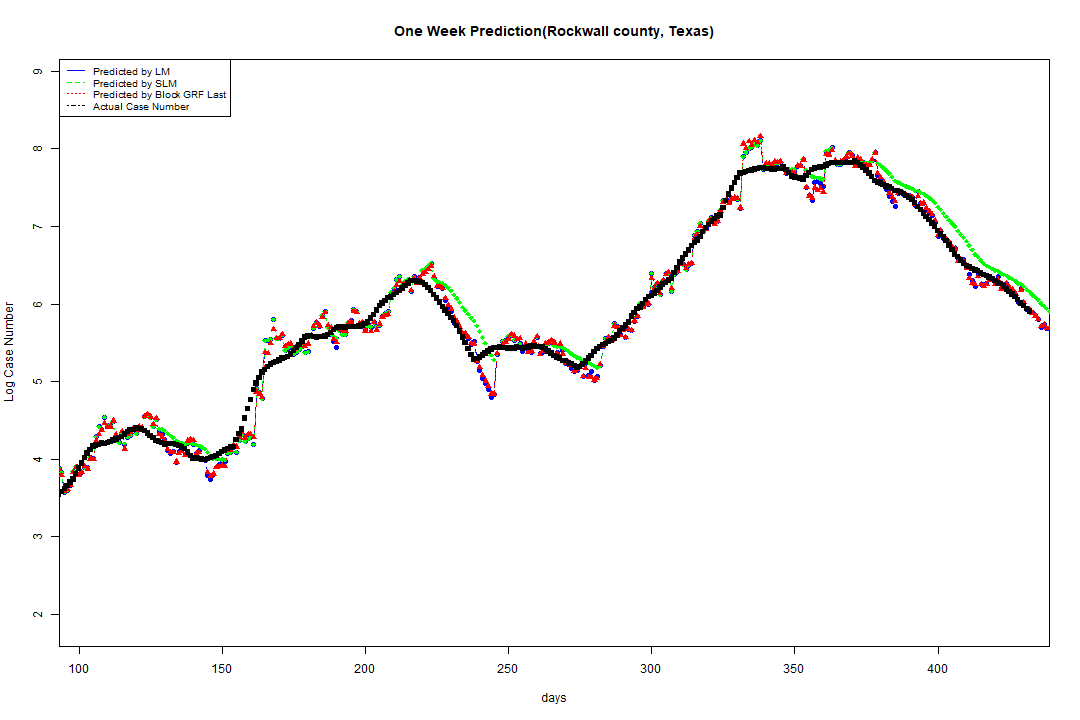 One Week Prediction(Rockwall county, Texas)
Predicted by LM
Predicted by SLM
Predicted by Block GRF Last
Actual Case Number
9
8
7
6
5
4
3
2
Log Case Number
100 150 200 250 300 350 400
days